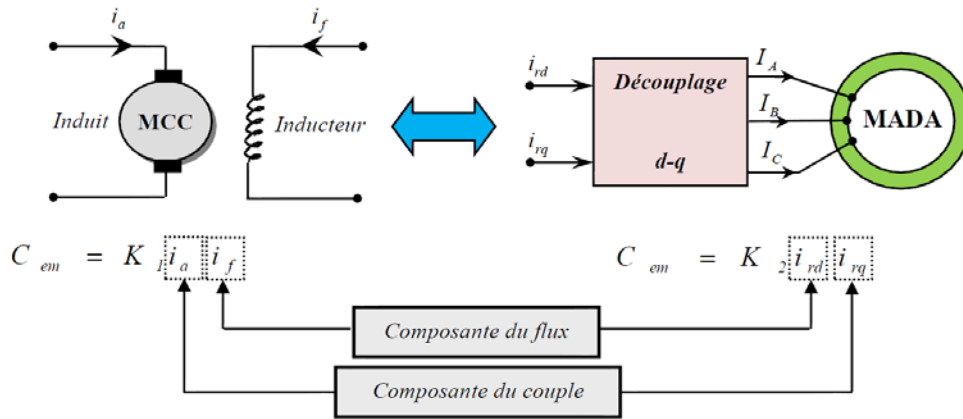 i_a
i_f
Induit
MCC
Inducteur
i_rd
i_rq
Découplage
d-q
I_A
I_B
I_C
MADA
C_em = K_1 i_a i_f
C_em = K_2 i_rd i_rq
Composante du flux
Composante du couple